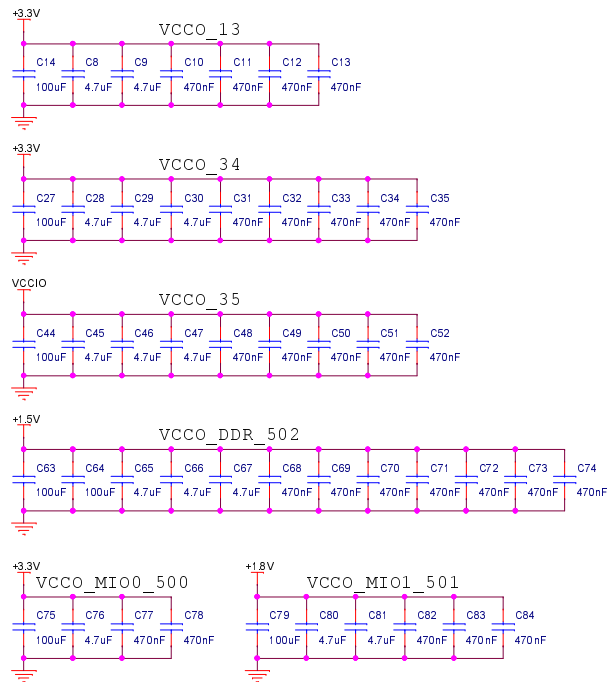 +3.3V
VCCO_13
C14 C8 C9 C10 C11 C12 C13
100uF 4.7uF 4.7uF 470nF 470nF 470nF 470nF
+3.3V
VCCO_34
C27 C28 C29 C30 C31 C32 C33 C34 C35
100uF 4.7uF 4.7uF 4.7uF 470nF 470nF 470nF 470nF 470nF
VCCIO
VCCO_35
C44 C45 C46 C47 C48 C49 C50 C51 C52
100uF 4.7uF 4.7uF 4.7uF 470nF 470nF 470nF 470nF 470nF
+1.5V
VCCO_DDR_502
C63 C64 C65 C66 C67 C68 C69 C70 C71 C72 C73 C74
100uF 100uF 4.7uF 4.7uF 4.7uF 470nF 470nF 470nF 470nF 470nF 470nF 470nF
+3.3V
VCCO_MIO0_500
C75 C76 C77 C78
100uF 4.7uF 470nF 470nF
+1.8V
VCCO_MIO1_501
C79 C80 C81 C82 C83 C84
100uF 4.7uF 4.7uF 470nF 470nF 470nF